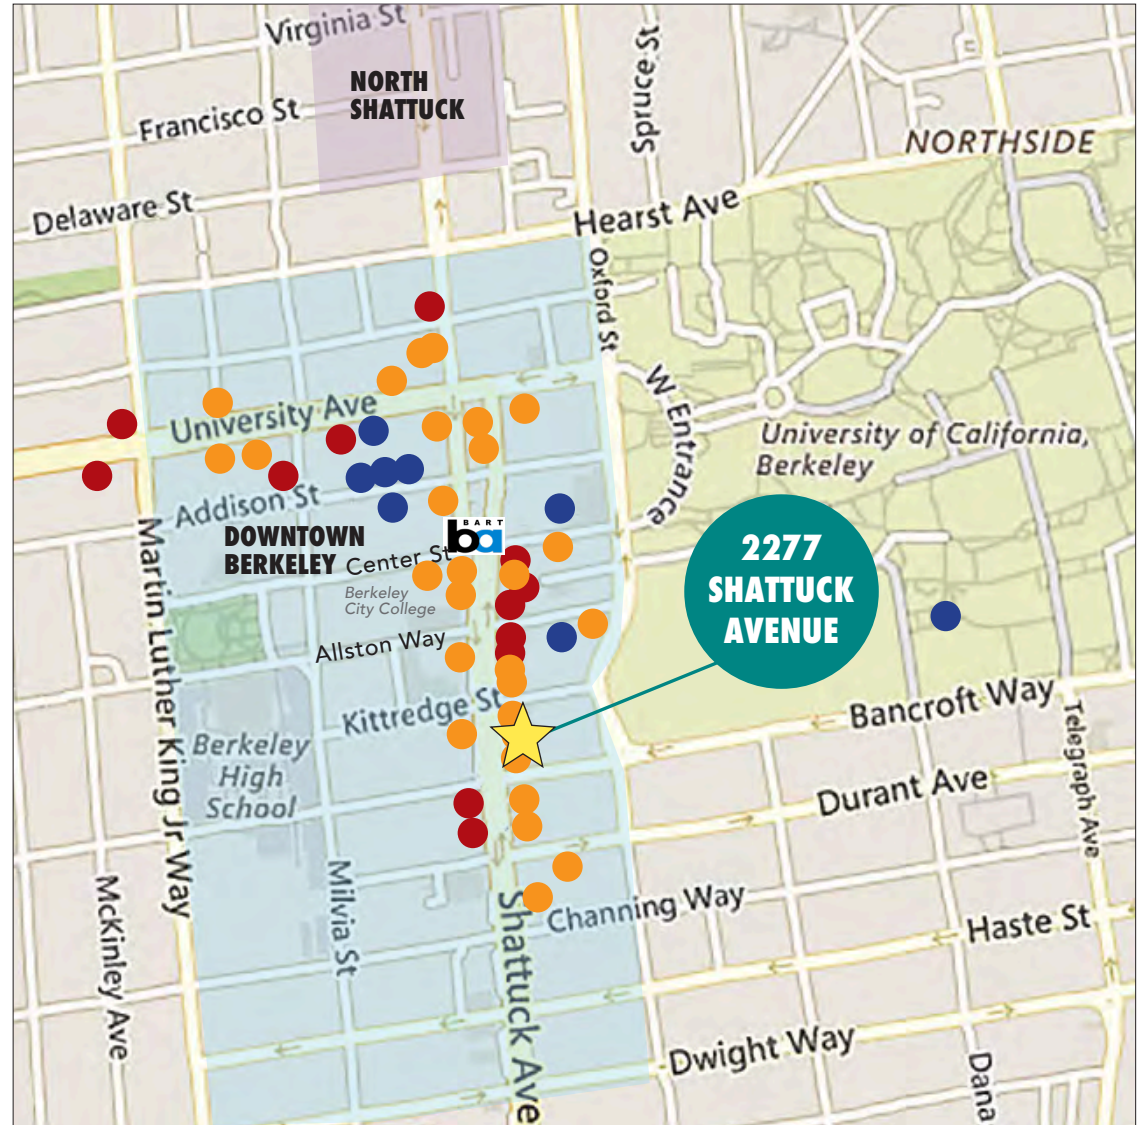 Virginia St
NORTH
SHATTUCK
Spruce St
Francisco St
NORTHSIDE
Delaware St
Hearst Ave
Oxford St
W Entrance
University Ave
University of California,
Berkeley
Addison St
BART
ba
DOWNTOWN
BERKELEY
Center St
2277
SHATTUCK
AVENUE
Berkeley
City College
Martin Luther King Jr Way
Allston Way
Kittredge St
Bancroft Way
Telegraph Ave
Berkeley
High
School
Durant Ave
McKinley Ave
Milvia St
Shattuck Ave
Channing Way
Haste St
Dwight Way
Dana